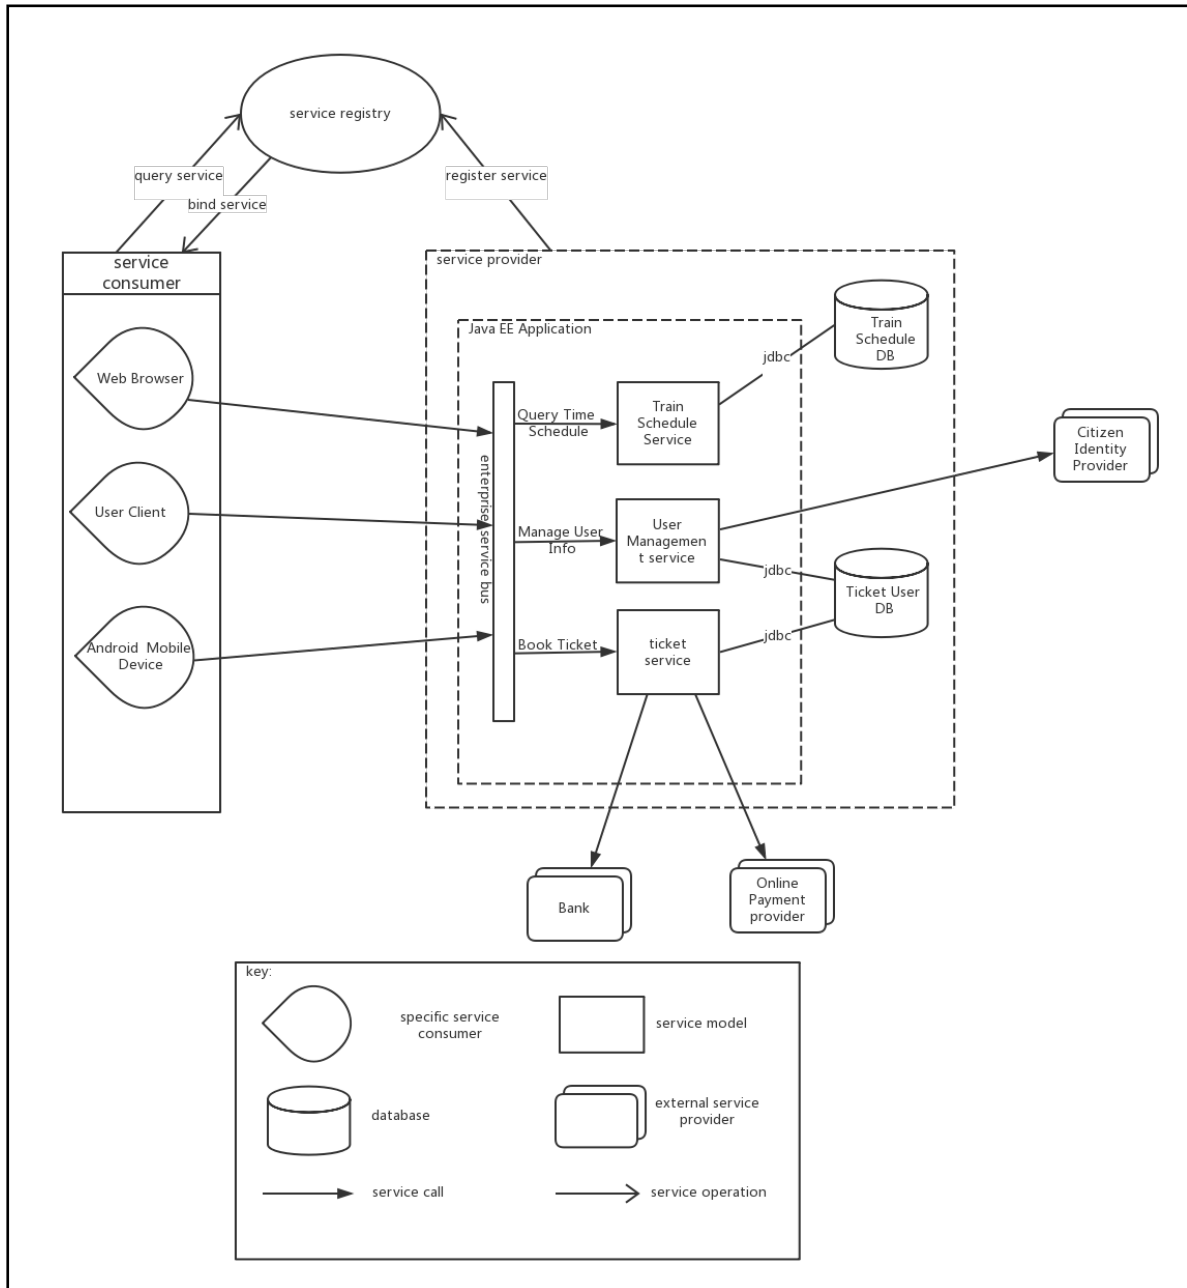 service registry
query service
register service
bind service
service
consumer
service provider
Java EE Application
Train
Schedule
DB
jdbc
Web Browser
Query Time
Schedule
Train
Schedule
Service
Citizen
Identity
Provider
enterprise service bus
User Client
Manage User
Info
User
Managemen
t service
jdbc
Ticket User
DB
jdbc
Android Mobile
Device
Book Ticket
ticket
service
Bank
Online
Payment
provider
key:
specific service
consumer
service model
database
external service
provider
service call
service operation